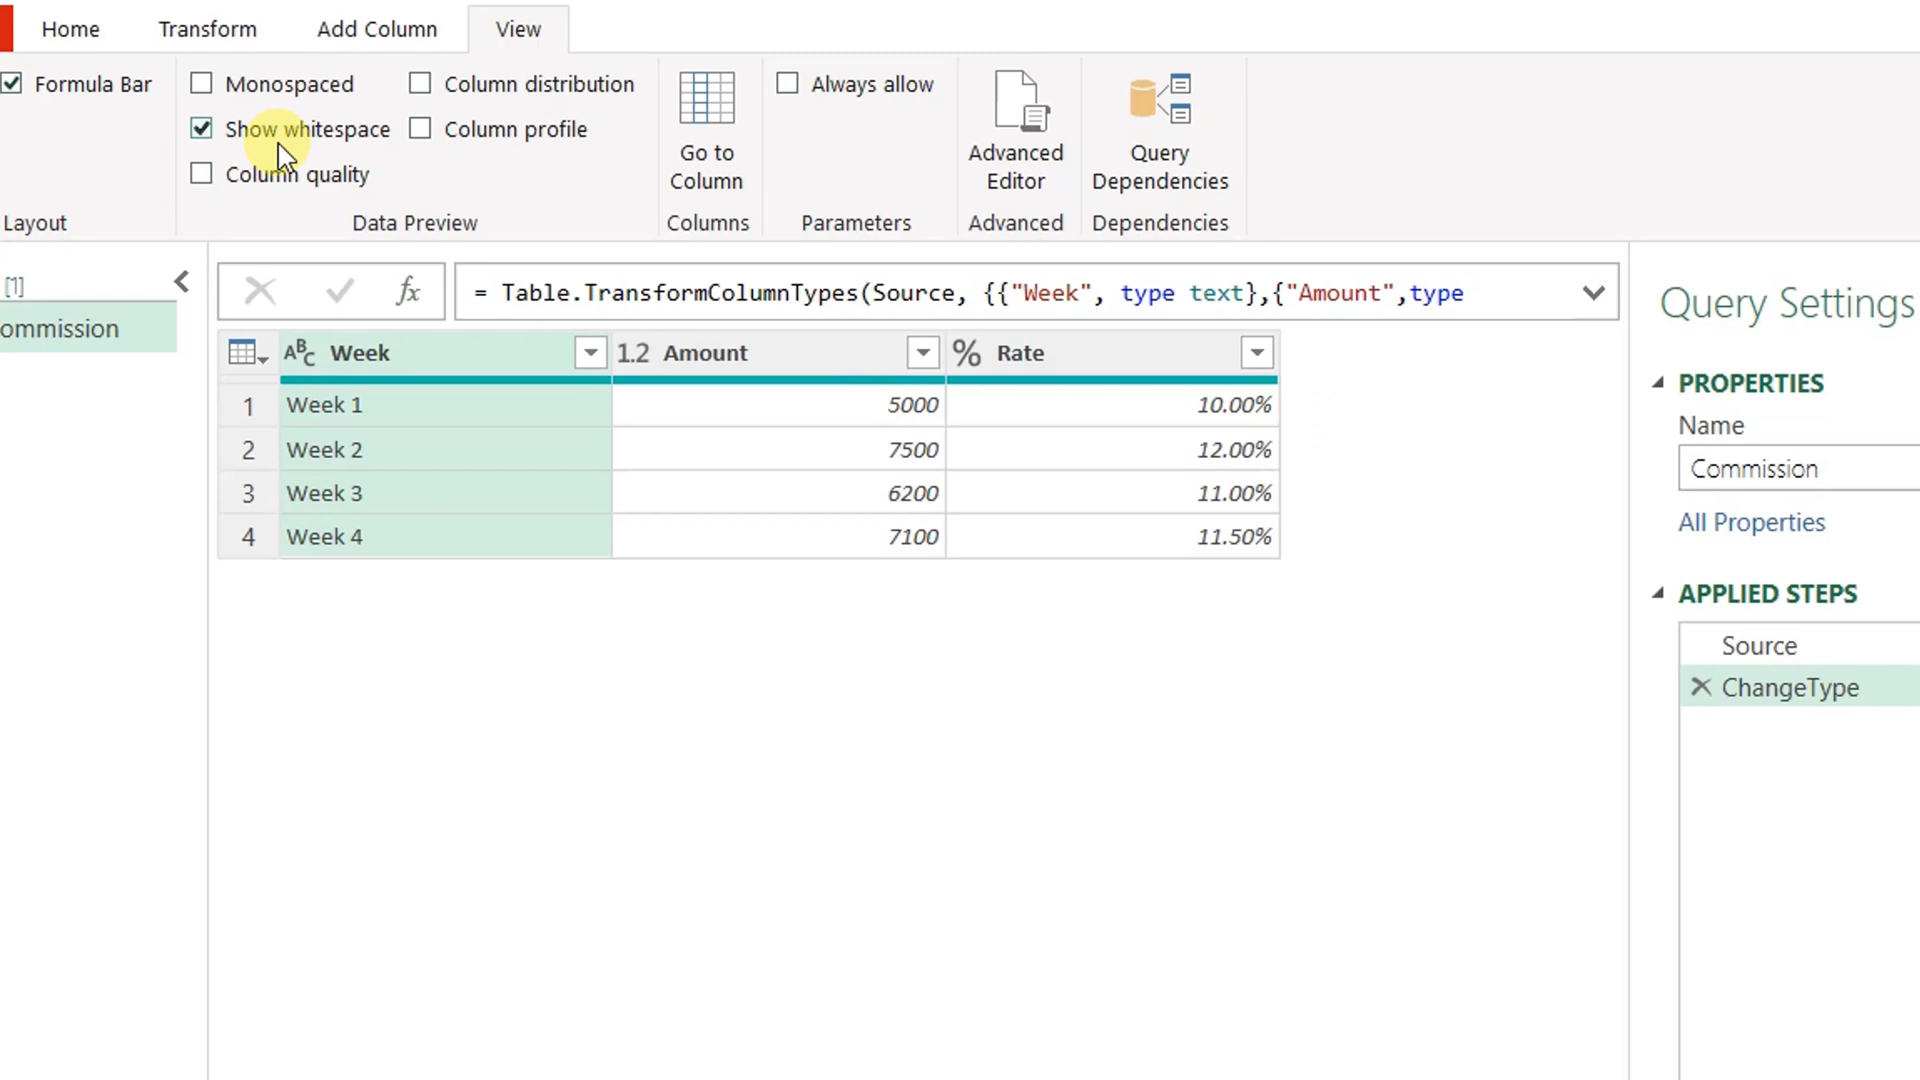 Home Transform Add Column View
Formula Bar Monospaced Column distribution Always allow
Show whitespace Column profile
Column quality
Go to Column
Advanced Editor
Query Dependencies
Layout Data Preview Columns Parameters Advanced Dependencies
[1]
ommission
fx = Table.TransformColumnTypes(Source, {{"Week", type text},{"Amount",type
ABC Week 1.2 Amount % Rate
1 Week 1 5000 10.00%
2 Week 2 7500 12.00%
3 Week 3 6200 11.00%
4 Week 4 7100 11.50%
Query Settings
PROPERTIES
Name
Commission
All Properties
APPLIED STEPS
Source
ChangeType